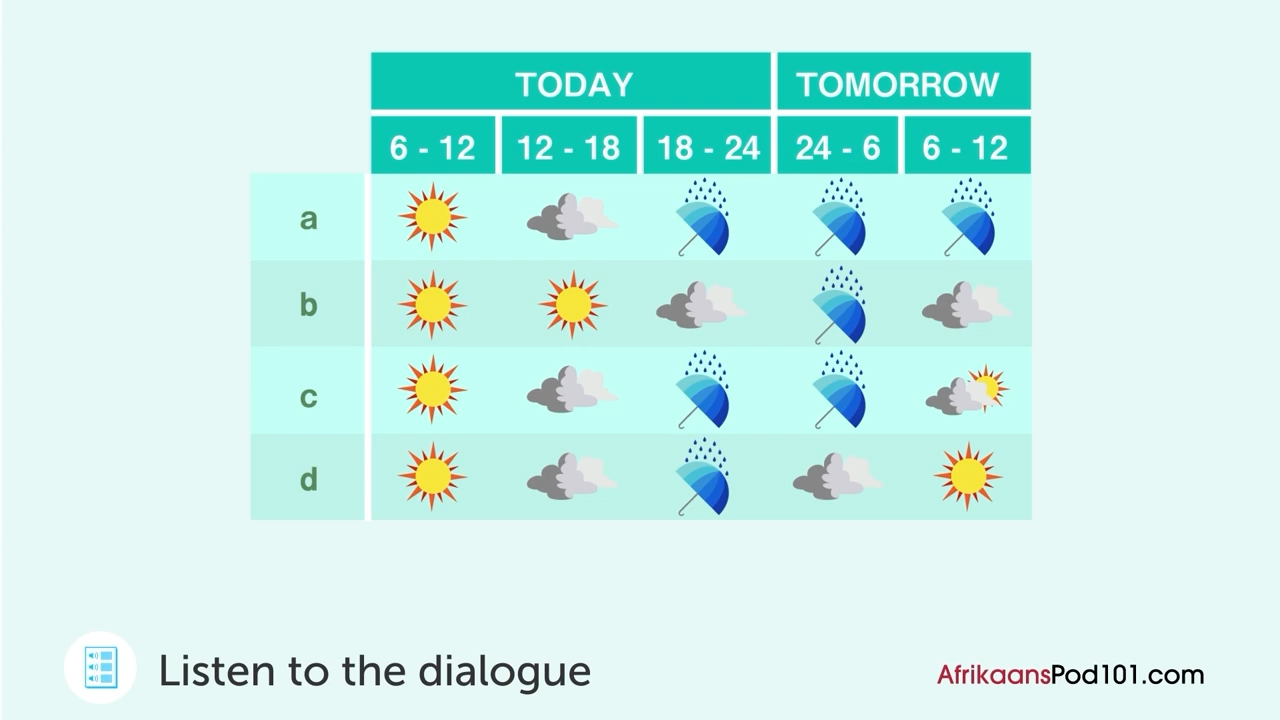 TODAY TOMORROW
6 - 12 12 - 18 18 - 24 24 - 6 6 - 12
a
b
c
d
Listen to the dialogue
AfrikaansPod101.com